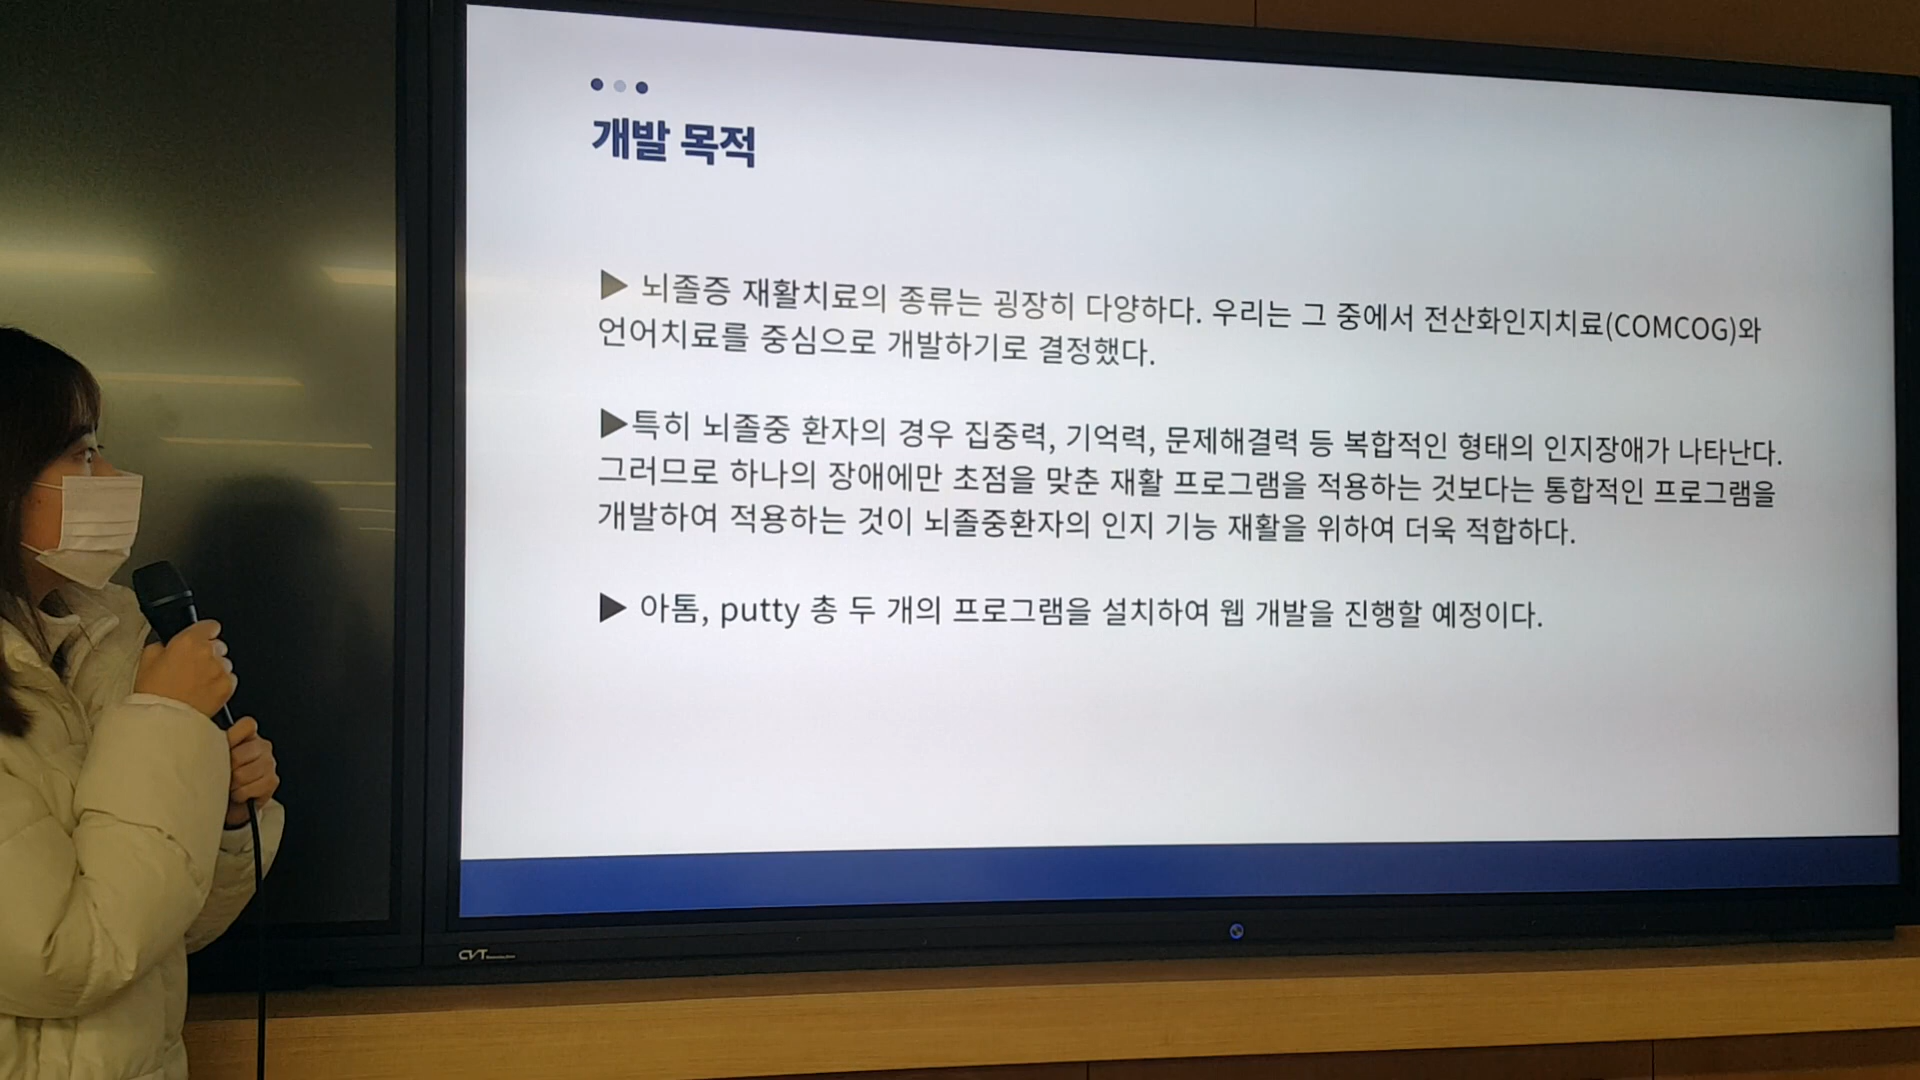 개발 목적
▶ 뇌졸증 재활치료의 종류는 굉장히 다양하다. 우리는 그 중에서 전산화인지치료(COMCOG)와
언어치료를 중심으로 개발하기로 결정했다.
▶특히 뇌졸중 환자의 경우 집중력, 기억력, 문제해결력 등 복합적인 형태의 인지장애가 나타난다.
그러므로 하나의 장애에만 초점을 맞춘 재활 프로그램을 적용하는 것보다는 통합적인 프로그램을
개발하여 적용하는 것이 뇌졸중환자의 인지 기능 재활을 위하여 더욱 적합하다.
▶ 아톰, putty 총 두 개의 프로그램을 설치하여 웹 개발을 진행할 예정이다.
CVT